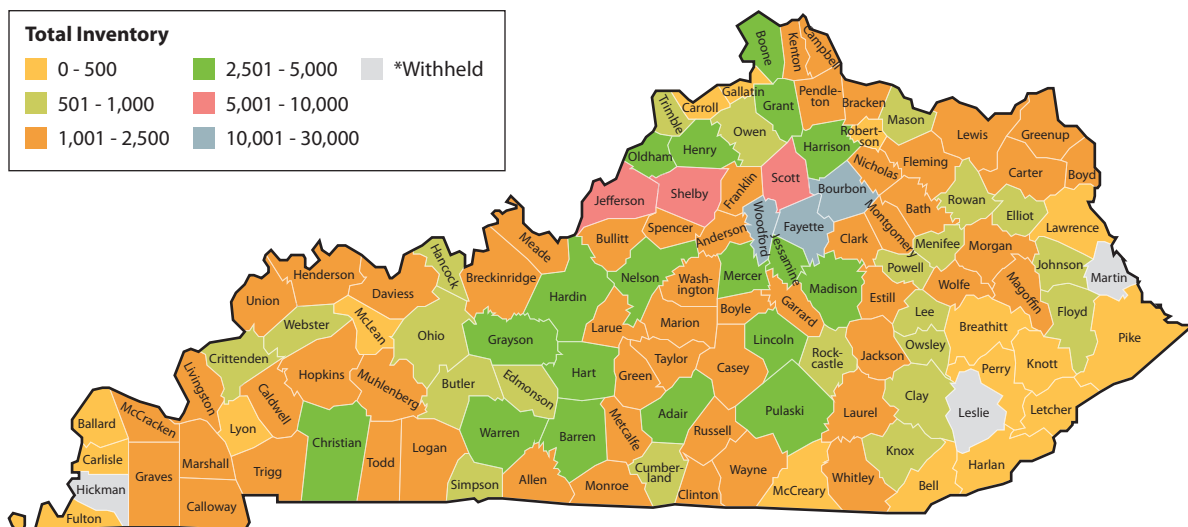 Total Inventory
0 - 500
2,501 - 5,000
*Withheld
501 - 1,000
5,001 - 10,000
1,001 - 2,500
10,001 - 30,000
Boone
Kenton
Campbell
Gallatin
Carroll
Trimble
Grant
Pendle-
ton
Bracken
Mason
Owen
Robert-
son
Lewis
Greenup
Oldham
Henry
Harrison
Nicholas
Fleming
Carter
Boyd
Jefferson
Shelby
Franklin
Scott
Bourbon
Bath
Rowan
Elliot
Lawrence
Bullitt
Spencer
Anderson
Woodford
Fayette
Clark
Montgomery
Menifee
Morgan
Johnson
Martin
Meade
Hancock
Breckinridge
Hardin
Nelson
Wash-
ington
Mercer
Jessamine
Madison
Powell
Estill
Wolfe
Magoffin
Floyd
Pike
Henderson
Union
Daviess
Webster
McLean
Ohio
Grayson
Larue
Marion
Boyle
Garrard
Lincoln
Rock-
castle
Jackson
Lee
Owsley
Breathitt
Knott
Perry
Crittenden
Livingston
Caldwell
Hopkins
Muhlenberg
Butler
Edmonson
Hart
Green
Taylor
Casey
Pulaski
Laurel
Clay
Leslie
Letcher
Ballard
McCracken
Lyon
Christian
Warren
Barren
Metcalfe
Adair
Russell
Knox
Harlan
Carlisle
Graves
Marshall
Trigg
Todd
Logan
Simpson
Allen
Monroe
Cumber-
land
Clinton
Wayne
McCreary
Whitley
Bell
Hickman
Calloway
Fulton